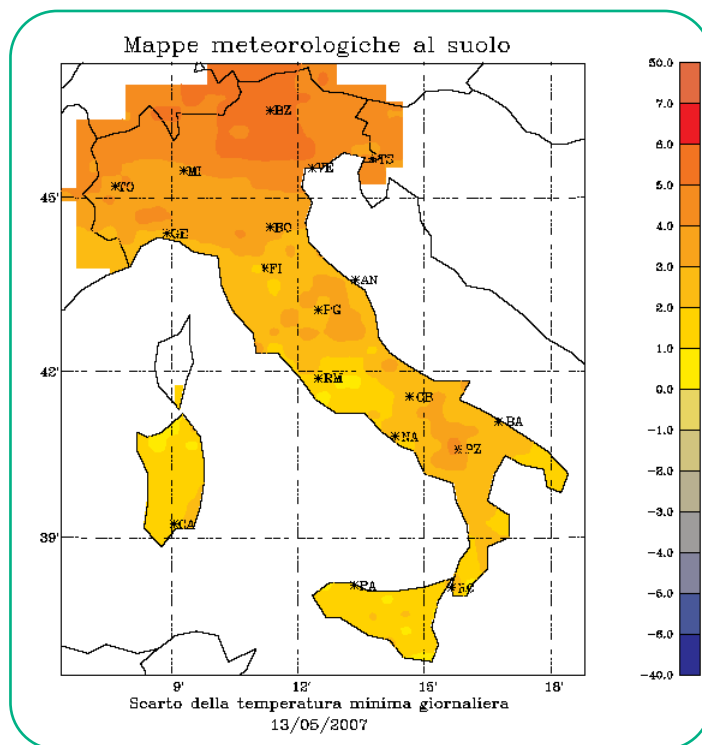 Mappe meteorologiche al suolo
50.0
7.0
6.0
5.0
4.0
3.0
2.0
1.0
0.0
-1.0
-2.0
-3.0
-4.0
-5.0
-6.0
-40.0
BZ
TS
VE
MI
TO
45'
GE
BO
FI
AN
PG
42'
RM
CB
BA
NA
PZ
CA
39'
PA
RC
9'
12'
15'
18'
Scarto della temperatura minima giornaliera
13/05/2007